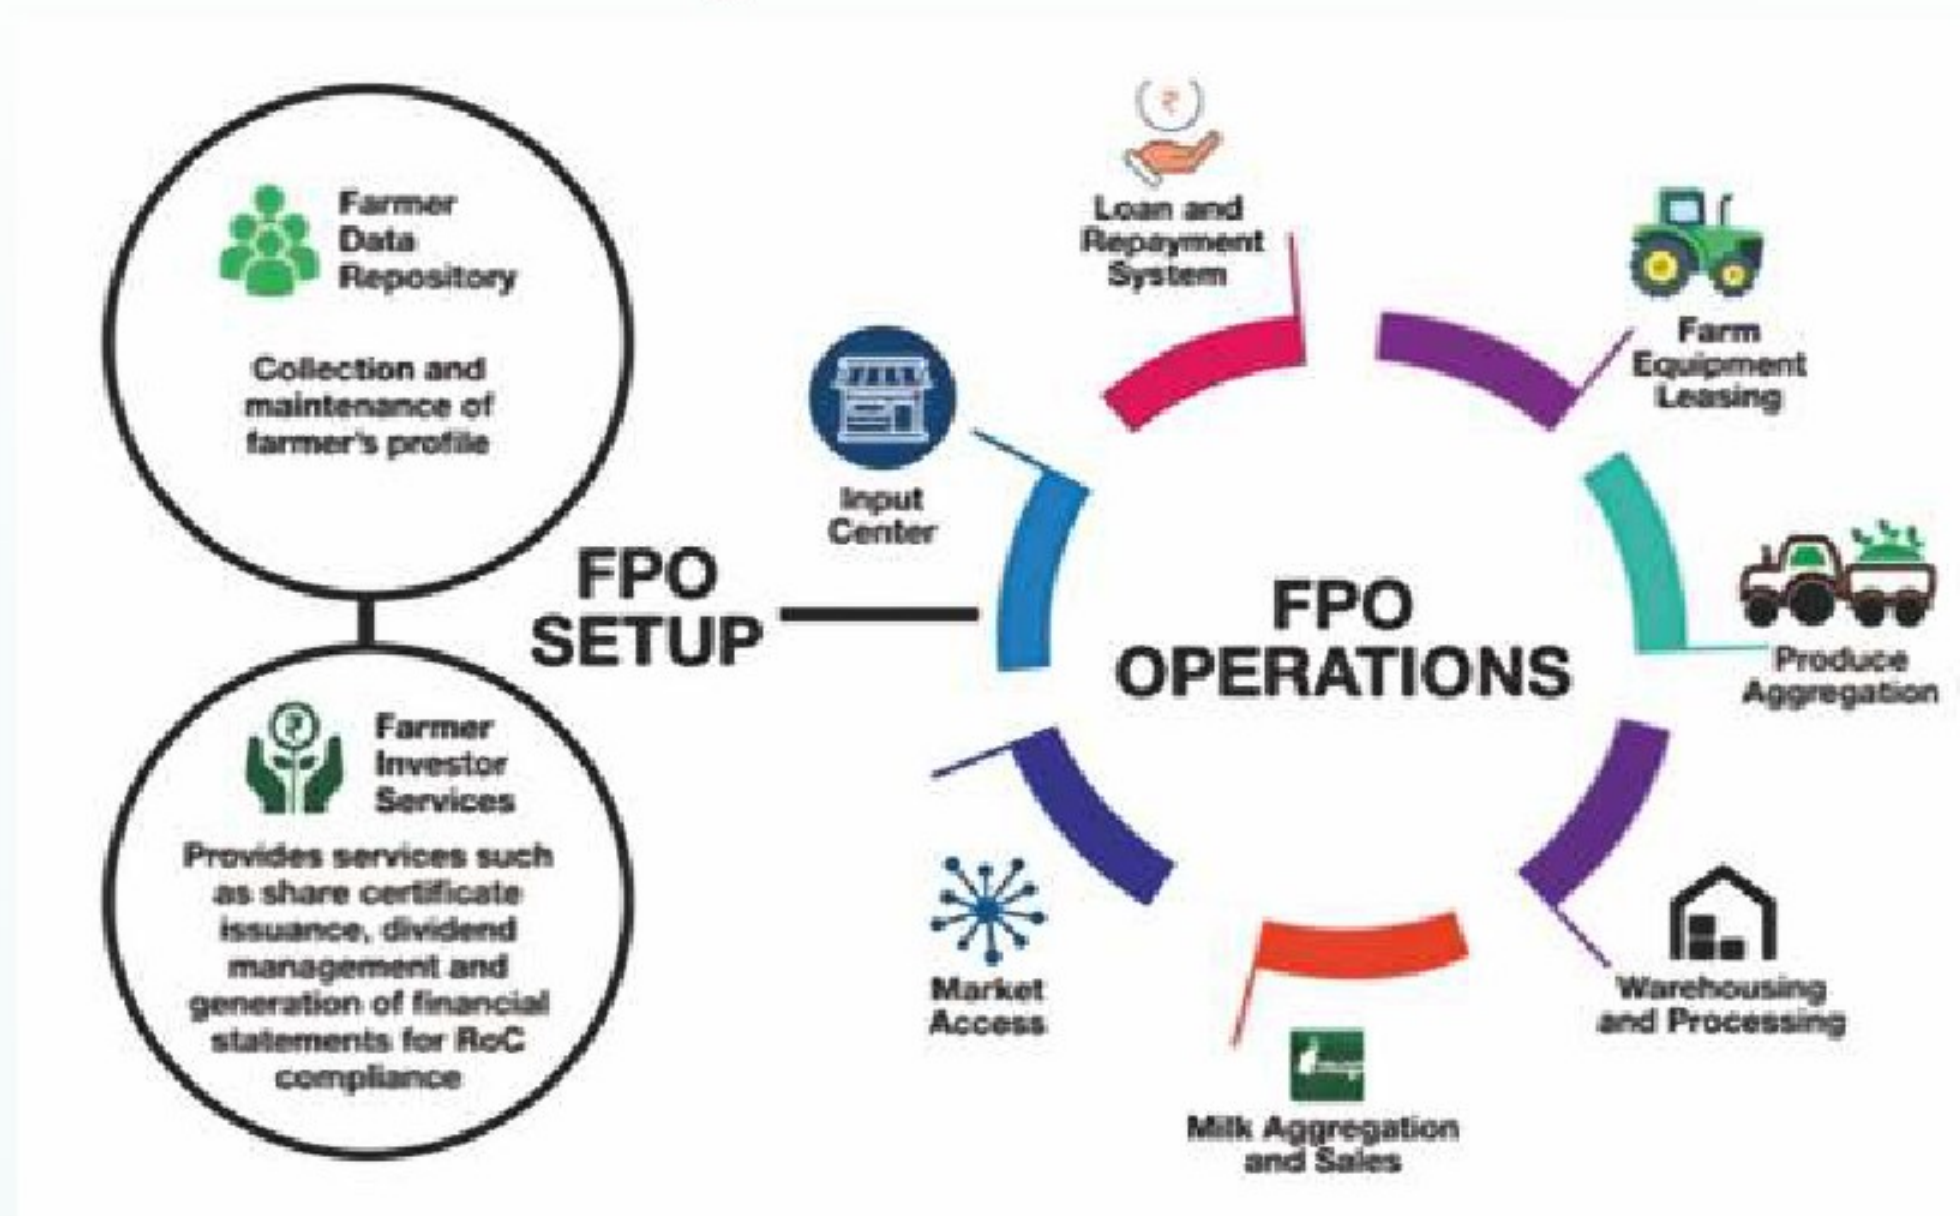 Farmer
Data
Repository
Collection and
maintenance of
farmer's profile
FPO
SETUP
Farmer
Investor
Services
Provides services such
as share certificate
issuance, dividend
management and
generation of financial
statements for RoC
compliance
Loan and
Repayment
System
Farm
Equipment
Leasing
Input
Center
FPO
OPERATIONS
Produce
Aggregation
Market
Access
Warehousing
and Processing
Milk Aggregation
and Sales